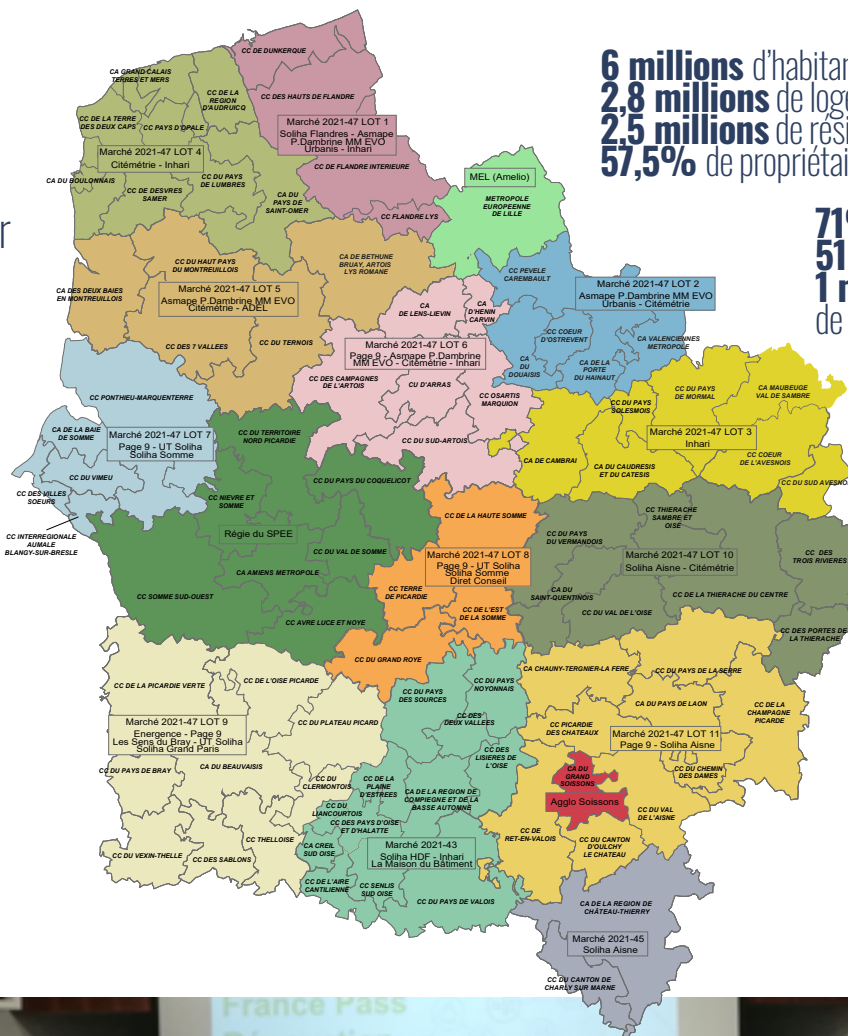 6 millions d'habitan
2,8 millions de loge
2,5 millions de rési
57,5% de propriétai
71%
51
1 m
de
r
CC DE DUNKERQUE
CA GRAND CALAIS
TERRES ET MERS
CC DE LA
REGION
D'AUDRUICQ
CC DES HAUTS DE FLANDRE
CC DE LA TERRE
DES DEUX CAPS
CC PAYS D'OPALE
Marché 2021-47 LOT 1
Soliha Flandres - Asmape
P.Dambrine MM EVO
Urbanis - Inhari
Marché 2021-47 LOT 4
Citémétrie - Inhari
CC DE FLANDRE INTERIEURE
CA DU BOULONNAIS
CC DE DESVRES
SAMER
CC DU PAYS
DE LUMBRES
CA DU
PAYS DE
SAINT-OMER
CC FLANDRE LYS
MEL (Amelio)
METROPOLE
EUROPEENNE
DE LILLE
CC DU HAUT PAYS
DU MONTREUILLOIS
CA DE BETHUNE
BRUAY, ARTOIS
LYS ROMANE
CA DES DEUX BAIES
EN MONTREUILLOIS
Marché 2021-47 LOT 5
Asmape P.Dambrine MM EVO
Citémétrie - ADEL
CC DES 7 VALLEES
CC DU TERNOIS
CC PEVELE
CAREMBAULT
Marché 2021-47 LOT 2
Asmape P.Dambrine MM EVO
Urbanis - Citémétrie
CA
DE LENS-LIEVIN
CA
D'HENIN
CARVIN
CC COEUR
D'OSTREVENT
CA VALENCIENNES
METROPOLE
CA
DU
DOUAISIS
CA DE LA
PORTE
DU HAINAUT
Marché 2021-47 LOT 6
Page 9 - Asmape P.Dambrine
MM EVO - Citémétrie - Inhari
CC DES CAMPAGNES
DE L'ARTOIS
CU D'ARRAS
CC OSARTIS
MARQUION
CC DU SUD-ARTOIS
CC DU PAYS
SOLESMOIS
CC DU PAYS
DE MORMAL
CA MAUBEUGE
VAL DE SAMBRE
Marché 2021-47 LOT 3
Inhari
CA DE CAMBRAI
CA DU CAUDRESIS
ET DU CATESIS
CC COEUR
DE L'AVESNOIS
CC DU SUD AVESNOI
CC PONTHIEU-MARQUENTERRE
CA DE LA BAIE
DE SOMME
Marché 2021-47 LOT 7
Page 9 - UT Soliha
Soliha Somme
CC DU VIMEU
CC DES VILLES
SOEURS
CC INTERREGIONALE
AUMALE
BLANGY-SUR-BRESLE
CC DU TERRITOIRE
NORD PICARDIE
CC DU PAYS DU COQUELICOT
CC NIEVRE ET
SOMME
Régie du SPEE
CC DU VAL DE SOMME
CA AMIENS METROPOLE
CC SOMME SUD-OUEST
CC AVRE LUCE ET NOYE
CC DE LA HAUTE SOMME
Marché 2021-47 LOT 8
Page 9 - UT Soliha
Soliha Somme
Diret Conseil
CC TERRE
DE PICARDIE
CC DE L'EST
DE LA SOMME
CC DU GRAND ROYE
CC THIERACHE
SAMBRE ET
OISE
CC DU PAYS
DU VERMANDOIS
Marché 2021-47 LOT 10
Soliha Aisne - Citémétrie
CC DES
TROIS RIVIERES
CA DU
SAINT-QUENTINOIS
CC DE LA THIERACHE DU CENTRE
CC DU VAL DE L'OISE
CC DES PORTES DE
LA THIERACHE
CC DE LA PICARDIE VERTE
CC DE L'OISE PICARDE
CC DU PLATEAU PICARD
Marché 2021-47 LOT 9
Energence - Page 9
Les Sens du Bray - UT Soliha
Soliha Grand Paris
CC DU PAYS DE BRAY
CA DU BEAUVAISIS
CC DU
CLERMONTOIS
CC THELLOISE
CC DU VEXIN-THELLE
CC DES SABLONS
CC DU PAYS
DES SOURCES
CC DU PAYS
NOYONNAIS
CC DES
DEUX VALLEES
CC DES
LISIERES DE
L'OISE
CC DE LA
PLAINE
D'ESTREES
CA DE LA REGION DE
COMPIEGNE ET DE LA
BASSE AUTOMNE
CC DU
LIANCOURTOIS
CC DES PAYS D'OISE
ET D'HALATTE
CA CREIL
SUD OISE
Marché 2021-43
Soliha HDF - Inhari
La Maison du Bâtiment
CC DE L'AIRE
CANTILIENNE
CC SENLIS
SUD OISE
CC DU PAYS DE VALOIS
CA CHAUNY-TERGNIER-LA FERE
CC DU PAYS DE LA SERRE
CA DU PAYS DE LAON
CC DE LA
CHAMPAGNE
PICARDE
CC PICARDIE
DES CHATEAUX
Marché 2021-47 LOT 11
Page 9 - Soliha Aisne
CC DU CHEMIN
DES DAMES
CA DU
GRAND
SOISSONS
Agglo Soissons
CC DU VAL
DE L'AISNE
CC DE
RET-EN-VALOIS
CC DU CANTON
D'OULCHY
LE CHATEAU
CA DE LA REGION DE
CHÂTEAU-THIERRY
Marché 2021-45
Soliha Aisne
CC DU CANTON DE
CHARLY SUR MARNE
France Pass